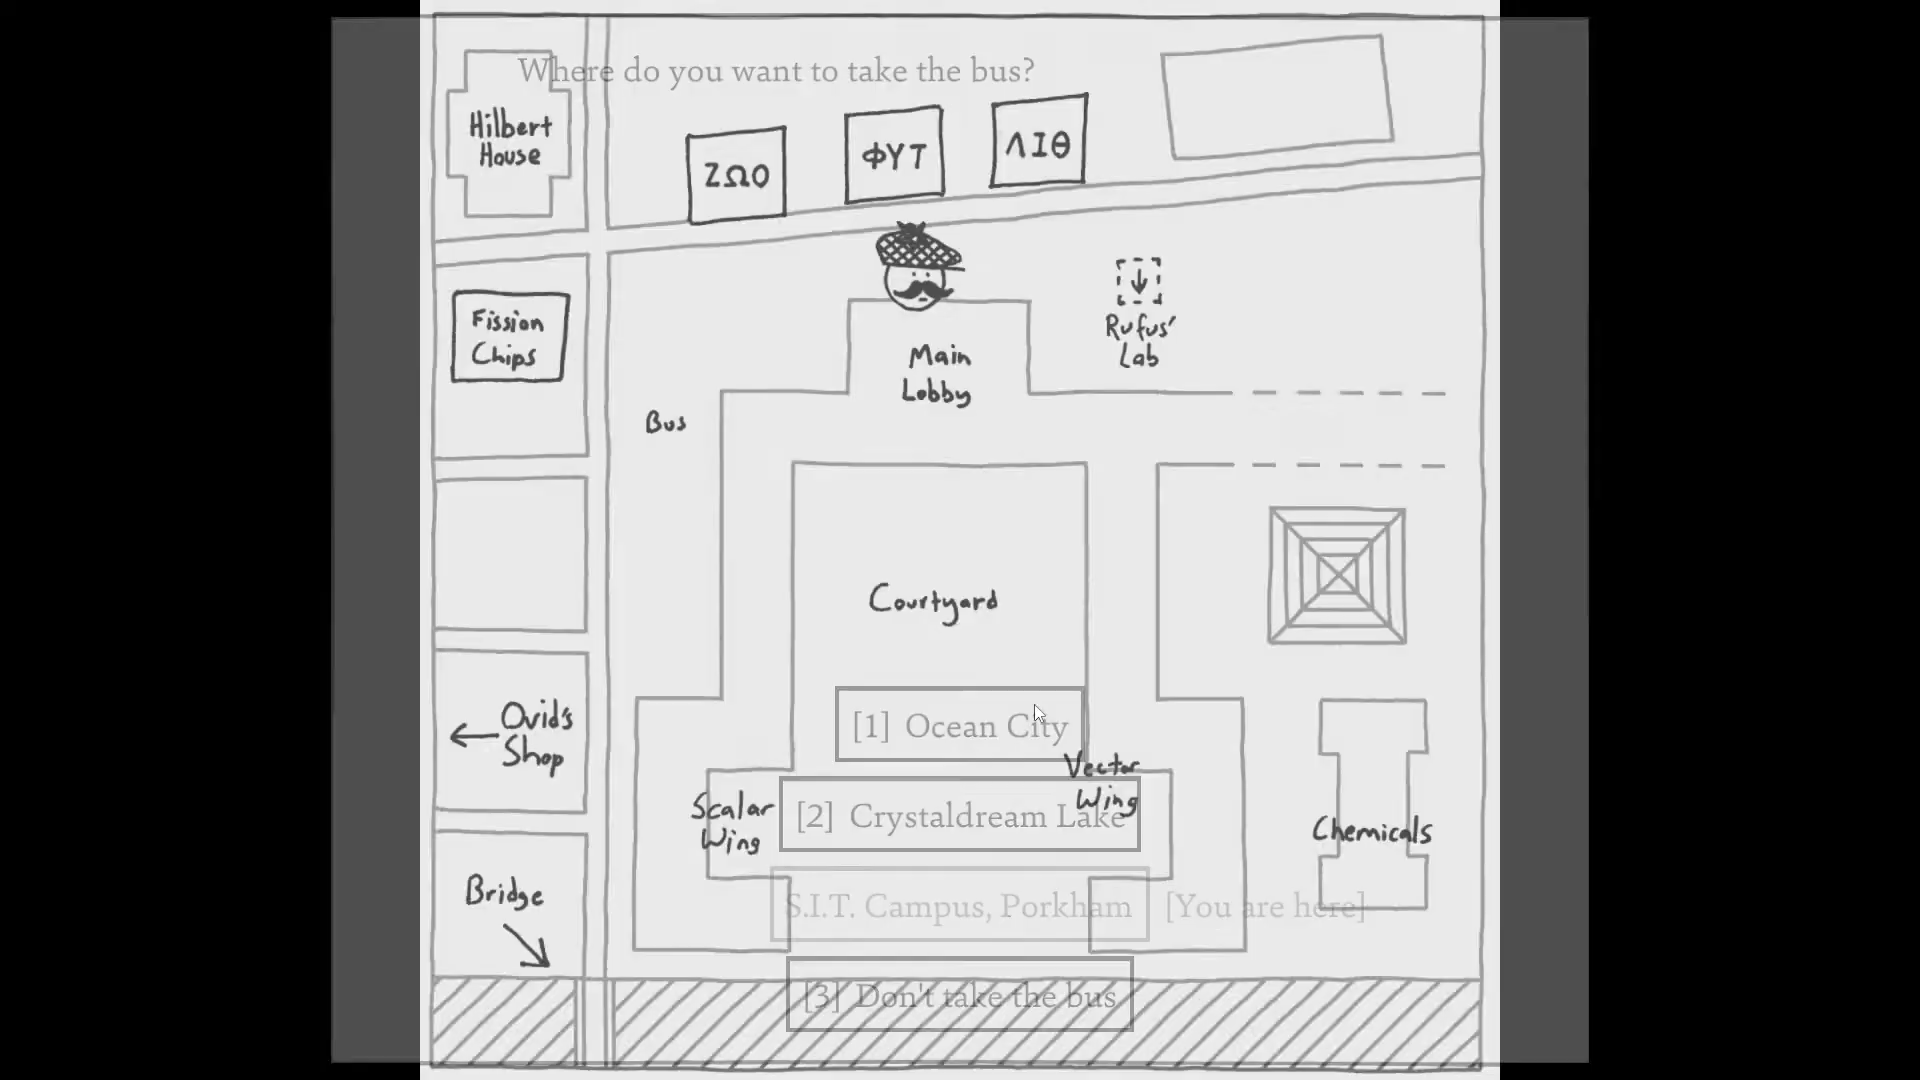 Where do you want to take the bus?
Hilbert
House
ΖΩΟ
ΦΥΤ
ΛΙΘ
Fission
Chips
Rufus'
Lab
Main
Lobby
Bus
Courtyard
Ovid's
Shop
[1] Ocean City
Vector
Wing
[2] Crystaldream Lake
Scalar
Wing
Chemicals
Bridge
S.I.T. Campus, Porkham [You are here]
[3] Don't take the bus